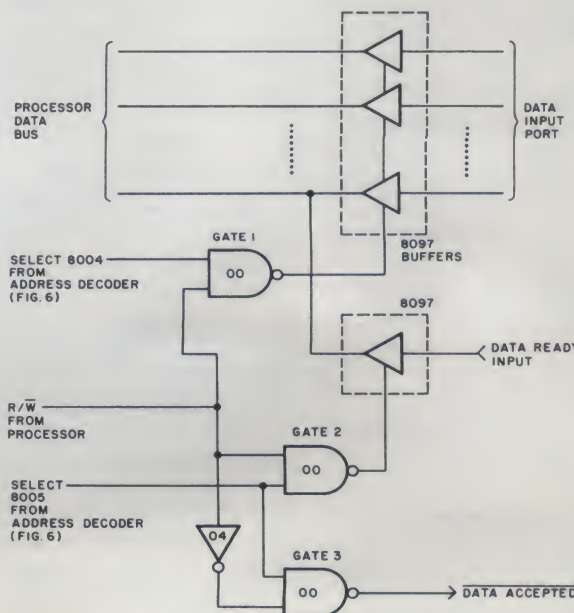 PROCESSOR
DATA
BUS
DATA
INPUT
PORT
GATE 1
8097
BUFFERS
SELECT 8004
FROM
ADDRESS DECODER
(FIG. 6)
00
8097
DATA READY
INPUT
R/W̅
FROM
PROCESSOR
GATE 2
00
SELECT
8005
FROM
ADDRESS DECODER
(FIG. 6)
04
GATE 3
00
DATA ACCEPTED